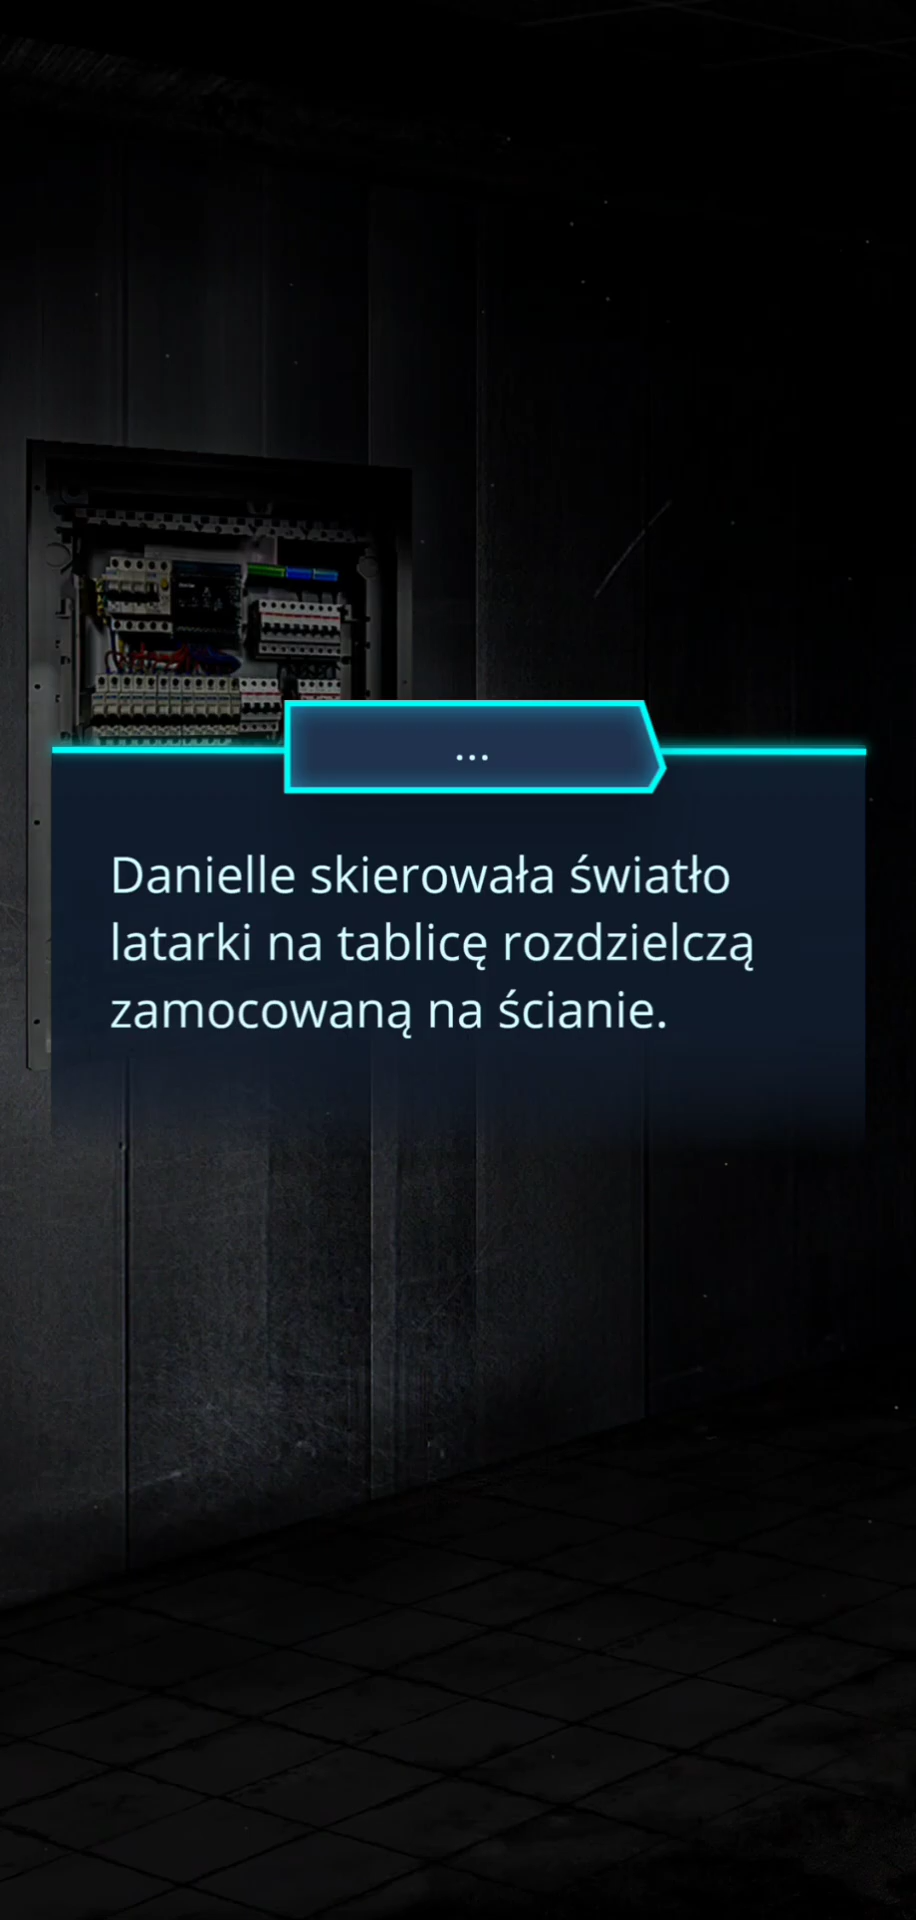 ...
Danielle skierowała światło
latarki na tablicę rozdzielczą
zamocowaną na ścianie.